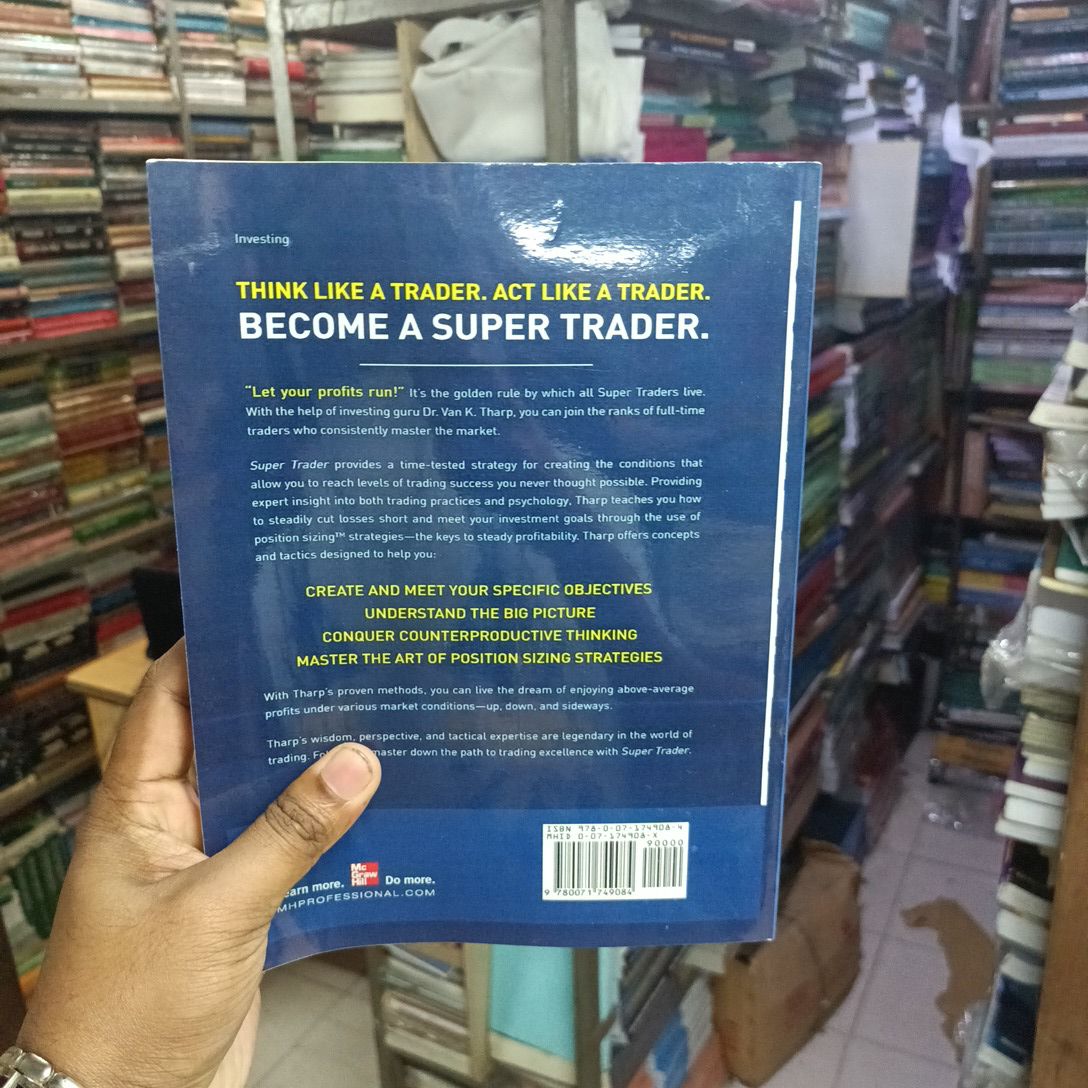 Investing
THINK LIKE A TRADER. ACT LIKE A TRADER.
BECOME A SUPER TRADER.
“Let your profits run!” It’s the golden rule by which all Super Traders live.
With the help of investing guru Dr. Van K. Tharp, you can join the ranks of full-time
traders who consistently master the market.
Super Trader provides a time-tested strategy for creating the conditions that
allow you to reach levels of trading success you never thought possible. Providing
expert insight into both trading practices and psychology, Tharp teaches you how
to steadily cut losses short and meet your investment goals through the use of
position sizing™ strategies—the keys to steady profitability. Tharp offers concepts
and tactics designed to help you:
CREATE AND MEET YOUR SPECIFIC OBJECTIVES
UNDERSTAND THE BIG PICTURE
CONQUER COUNTERPRODUCTIVE THINKING
MASTER THE ART OF POSITION SIZING STRATEGIES
With Tharp’s proven methods, you can live the dream of enjoying above-average
profits under various market conditions—up, down, and sideways.
Tharp’s wisdom, perspective, and tactical expertise are legendary in the world of
trading. master down the path to trading excellence with Super Trader.
ISBN 978-0-07-174908-4
MHID 0-07-174908-X
90000
9 780071 749084
more. Mc Graw Hill Do more.
MHPROFESSIONAL.COM